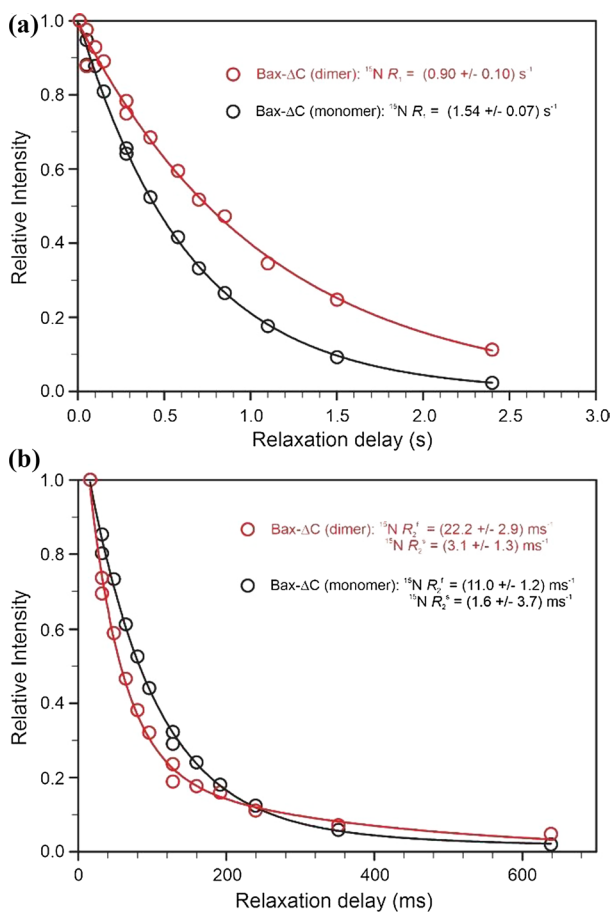 (a)
1.0
0.8
0.6
0.4
0.2
0.0
Relative Intensity
Bax-ΔC (dimer): ¹⁵N R₁ = (0.90 +/- 0.10) s⁻¹
Bax-ΔC (monomer): ¹⁵N R₁ = (1.54 +/- 0.07) s⁻¹
0.0 0.5 1.0 1.5 2.0 2.5 3.0
Relaxation delay (s)
(b)
1.0
0.8
0.6
0.4
0.2
0.0
Relative Intensity
Bax-ΔC (dimer): ¹⁵N R₂ᶠ = (22.2 +/- 2.9) ms⁻¹
¹⁵N R₂ˢ = (3.1 +/- 1.3) ms⁻¹
Bax-ΔC (monomer): ¹⁵N R₂ᶠ = (11.0 +/- 1.2) ms⁻¹
¹⁵N R₂ˢ = (1.6 +/- 3.7) ms⁻¹
0 200 400 600
Relaxation delay (ms)